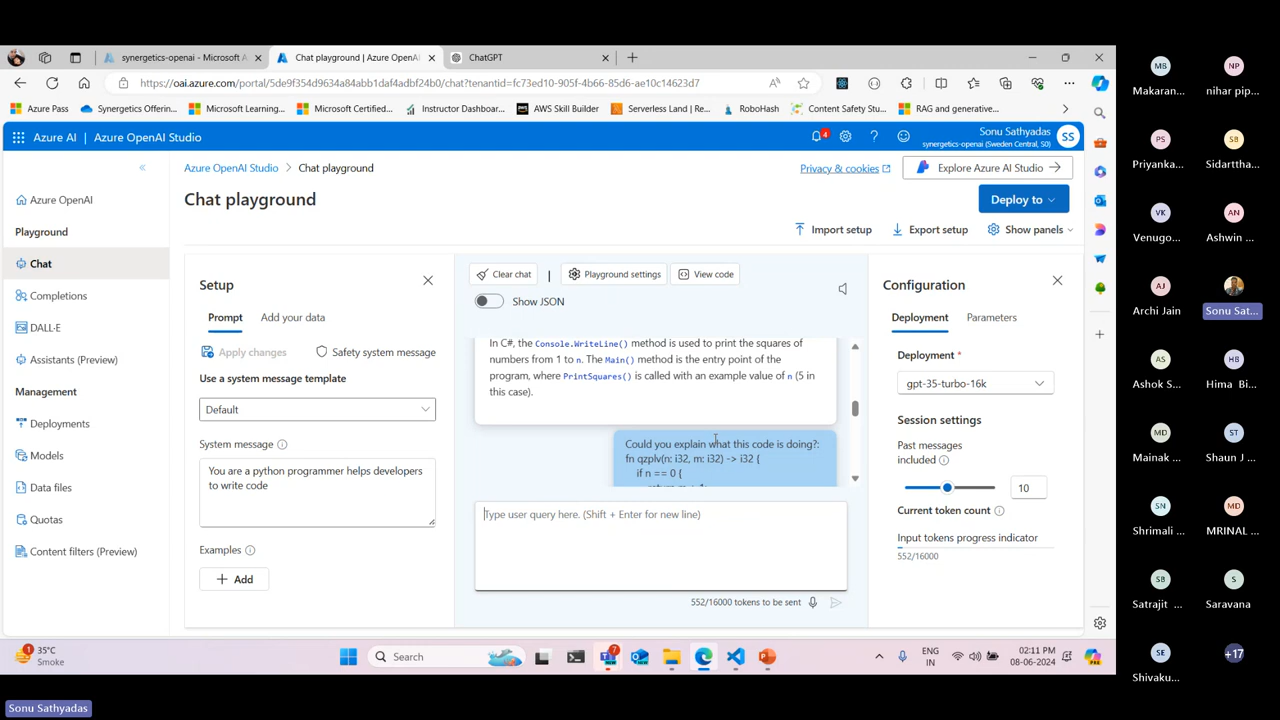 synergetics-openai - Microsoft A
Chat playground | Azure OpenAI
ChatGPT
https://oai.azure.com/portal/5de9f354d9634a84abb1daf4adbf24b0/chat?tenantid=fc73ed10-905f-4b66-85d6-ae10c14623d7
Azure Pass
Synergetics Offerin...
Microsoft Learning...
Microsoft Certified...
Instructor Dashboar...
AWS Skill Builder
Serverless Land | Re...
RoboHash
Content Safety Stu...
RAG and generative...
Azure AI | Azure OpenAI Studio
4
Sonu Sathyadas
synergetics-openai (Sweden Central, S0)
SS
Azure OpenAI Studio > Chat playground
Privacy & cookies
Explore Azure AI Studio
Chat playground
Deploy to
Import setup
Export setup
Show panels
Azure OpenAI
Playground
Chat
Completions
DALL·E
Assistants (Preview)
Management
Deployments
Models
Data files
Quotas
Content filters (Preview)
Setup
Prompt
Add your data
Apply changes
Safety system message
Use a system message template
Default
System message
You are a python programmer helps developers
to write code
Examples
Add
Clear chat
Playground settings
View code
Show JSON
In C#, the Console.WriteLine() method is used to print the squares of
numbers from 1 to n. The Main() method is the entry point of the
program, where PrintSquares() is called with an example value of n (5 in
this case).
Could you explain what this code is doing?:
fn qzplv(n: i32, m: i32) -> i32 {
if n == 0 {
Type user query here. (Shift + Enter for new line)
552/16000 tokens to be sent
Configuration
Deployment
Parameters
Deployment *
gpt-35-turbo-16k
Session settings
Past messages
included
10
Current token count
Input tokens progress indicator
552/16000
1
35°C
Smoke
Search
7
ENG
IN
02:11 PM
08-06-2024
MB
Makaran...
NP
nihar pip...
PS
Priyanka...
SB
Sidarttha...
VK
Venugo...
AN
Ashwin ...
AJ
Archi Jain
Sonu Sat...
AS
Ashok S...
HB
Hima Bi...
MD
Mainak ...
ST
Shaun J ...
SN
Shrimali ...
MD
MRINAL ...
SB
Satrajit ...
S
Saravana
SE
Shivaku...
+17
Sonu Sathyadas